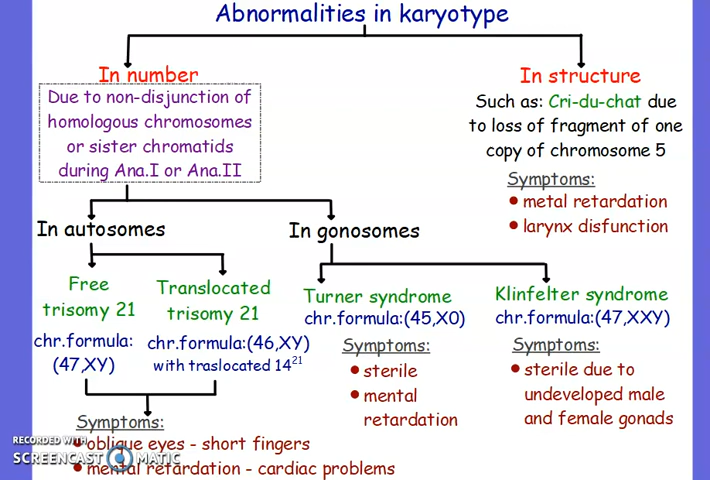 Abnormalities in karyotype
In number
Due to non-disjunction of
homologous chromosomes
or sister chromatids
during Ana.I or Ana.II
In structure
Such as: Cri-du-chat due
to loss of fragment of one
copy of chromosome 5
Symptoms:
• metal retardation
• larynx disfunction
In autosomes
In gonosomes
Free
trisomy 21
chr.formula:
(47,XY)
Translocated
trisomy 21
chr.formula:(46,XY)
with traslocated 14²¹
Symptoms:
• oblique eyes - short fingers
• mental retardation - cardiac problems
Turner syndrome
chr.formula:(45,X0)
Symptoms:
• sterile
• mental
retardation
Klinfelter syndrome
chr.formula:(47,XXY)
Symptoms:
• sterile due to
undeveloped male
and female gonads
RECORDED WITH
SCREENCAST MATIC